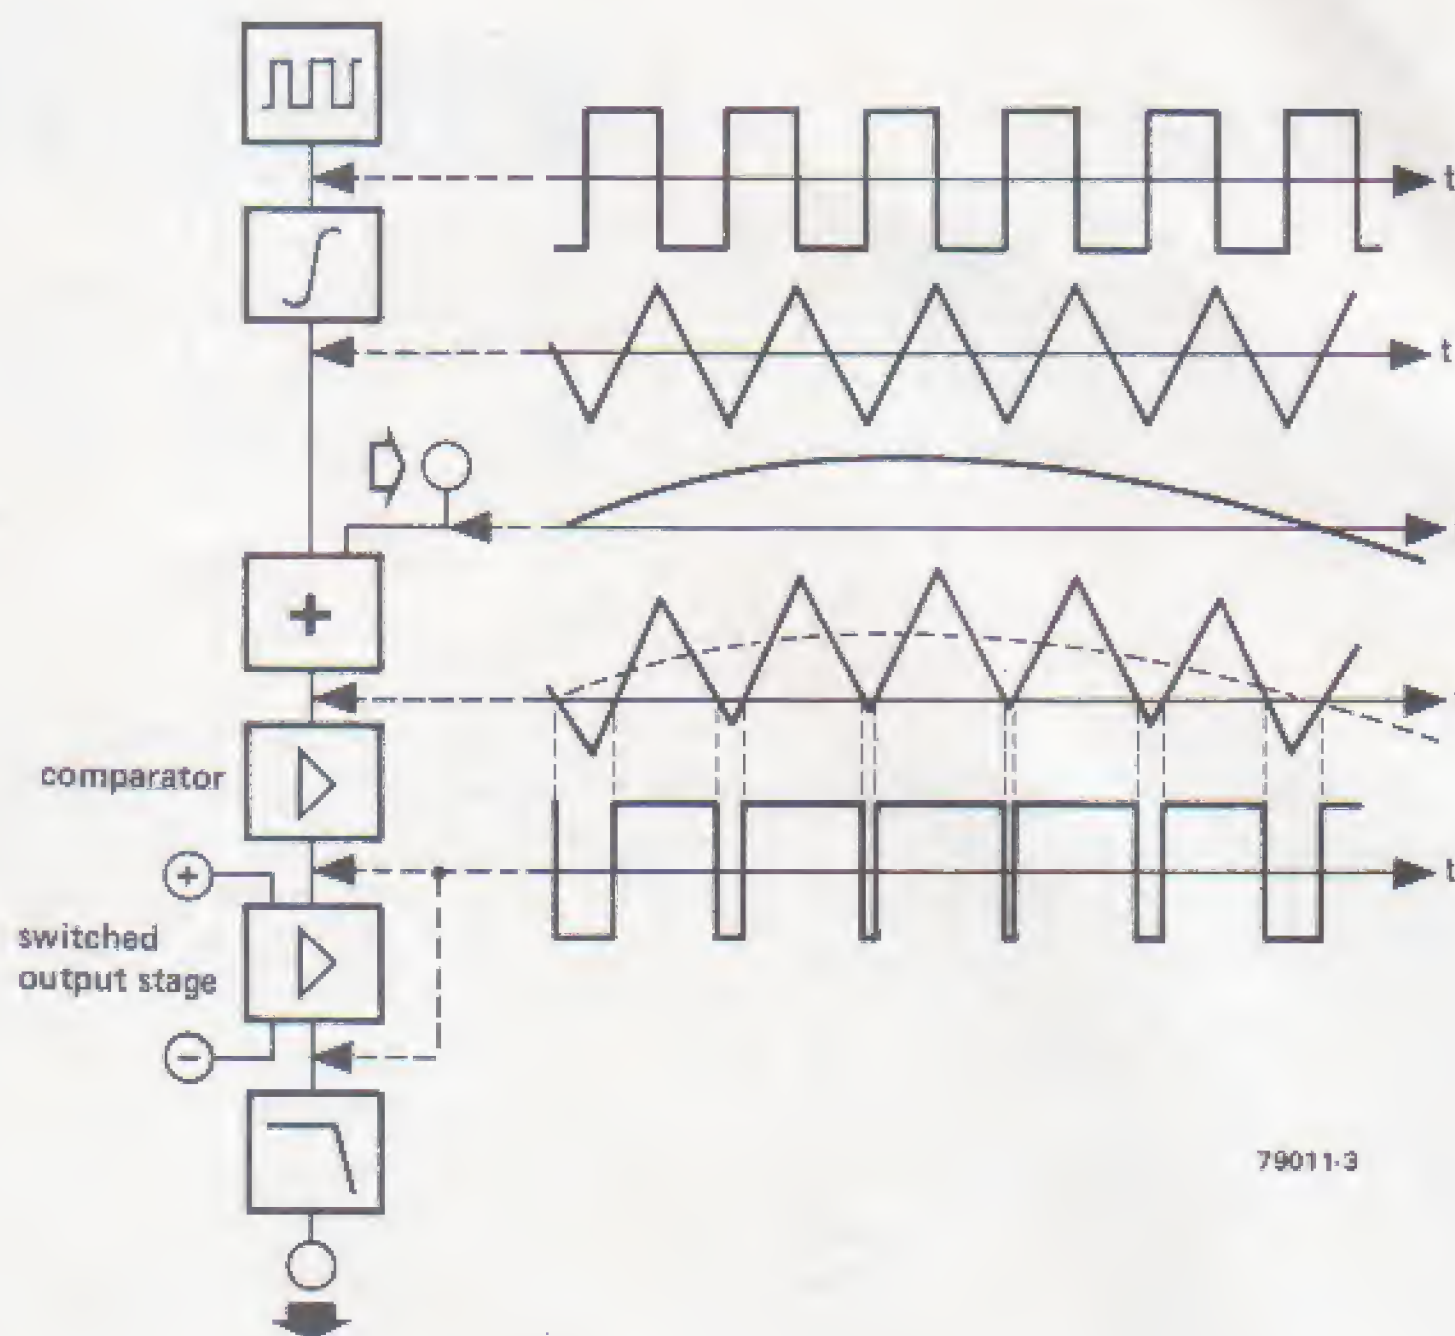 t
t
+
comparator
+
t
switched
output stage
−
79011-3